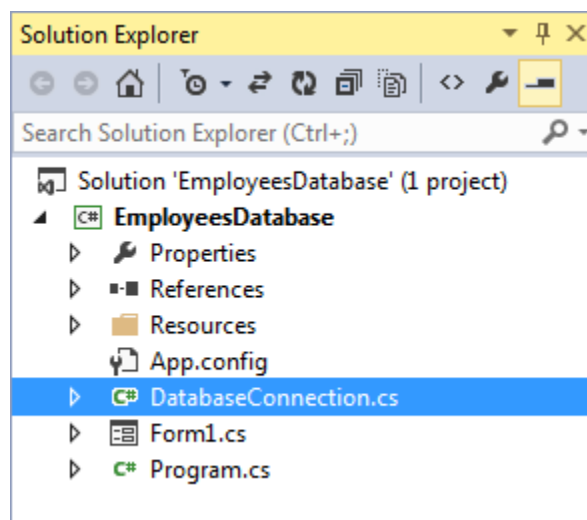 Solution Explorer
Search Solution Explorer (Ctrl+;)
Solution 'EmployeesDatabase' (1 project)
C# EmployeesDatabase
Properties
References
Resources
App.config
C# DatabaseConnection.cs
Form1.cs
C# Program.cs